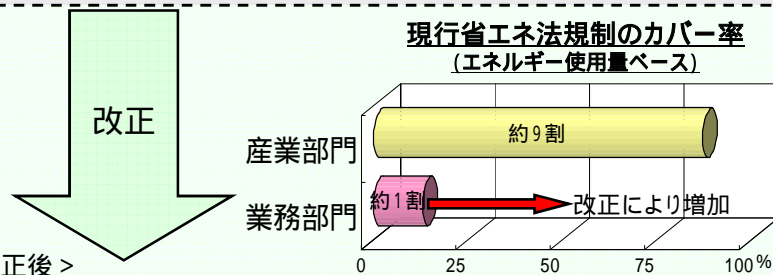 現行省エネ法規制のカバー率
(エネルギー使用量ベース)
改正
産業部門
約9割
業務部門
約1割
改正により増加
正後 >
0 25 50 75 100 %